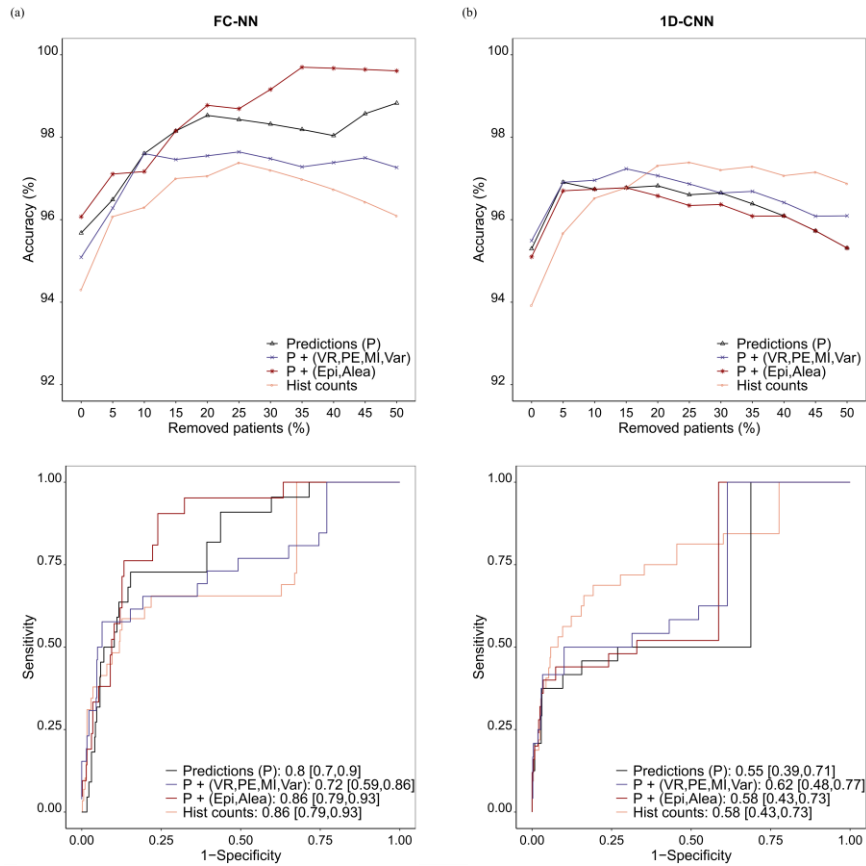 (a)
FC-NN
100
98
96
94
92
Accuracy (%)
Predictions (P)
P + (VR,PE,MI,Var)
P + (Epi,Alea)
Hist counts
0 5 10 15 20 25 30 35 40 45 50
Removed patients (%)
(b)
1D-CNN
100
98
96
94
92
Accuracy (%)
Predictions (P)
P + (VR,PE,MI,Var)
P + (Epi,Alea)
Hist counts
0 5 10 15 20 25 30 35 40 45 50
Removed patients (%)
1.00
0.75
0.50
0.25
0.00
Sensitivity
Predictions (P): 0.8 [0.7,0.9]
P + (VR,PE,MI,Var): 0.72 [0.59,0.86]
P + (Epi,Alea): 0.86 [0.79,0.93]
Hist counts: 0.86 [0.79,0.93]
0.00 0.25 0.50 0.75 1.00
1−Specificity
1.00
0.75
0.50
0.25
0.00
Sensitivity
Predictions (P): 0.55 [0.39,0.71]
P + (VR,PE,MI,Var): 0.62 [0.48,0.77]
P + (Epi,Alea): 0.58 [0.43,0.73]
Hist counts: 0.58 [0.43,0.73]
0.00 0.25 0.50 0.75 1.00
1−Specificity